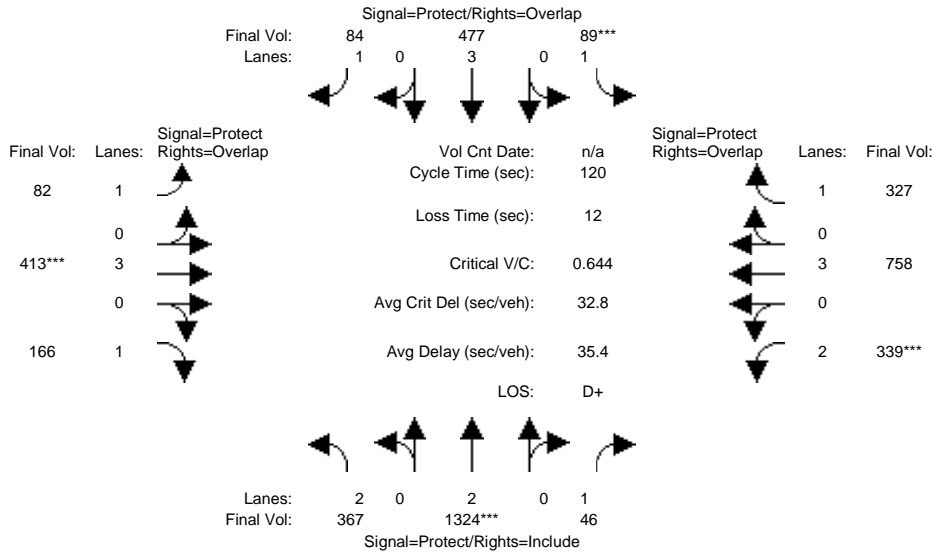 Signal=Protect/Rights=Overlap
Final Vol: 84 477 89***
Lanes: 1 0 3 0 1
Signal=Protect
Final Vol: Lanes: Rights=Overlap
Vol Cnt Date: n/a
Signal=Protect
Rights=Overlap Lanes: Final Vol:
Cycle Time (sec): 120
82 1
1 327
Loss Time (sec): 12
0
0
413*** 3
Critical V/C: 0.644
3 758
0
Avg Crit Del (sec/veh): 32.8
0
166 1
Avg Delay (sec/veh): 35.4
2 339***
LOS: D+
Lanes: 2 0 2 0 1
Final Vol: 367 1324*** 46
Signal=Protect/Rights=Include